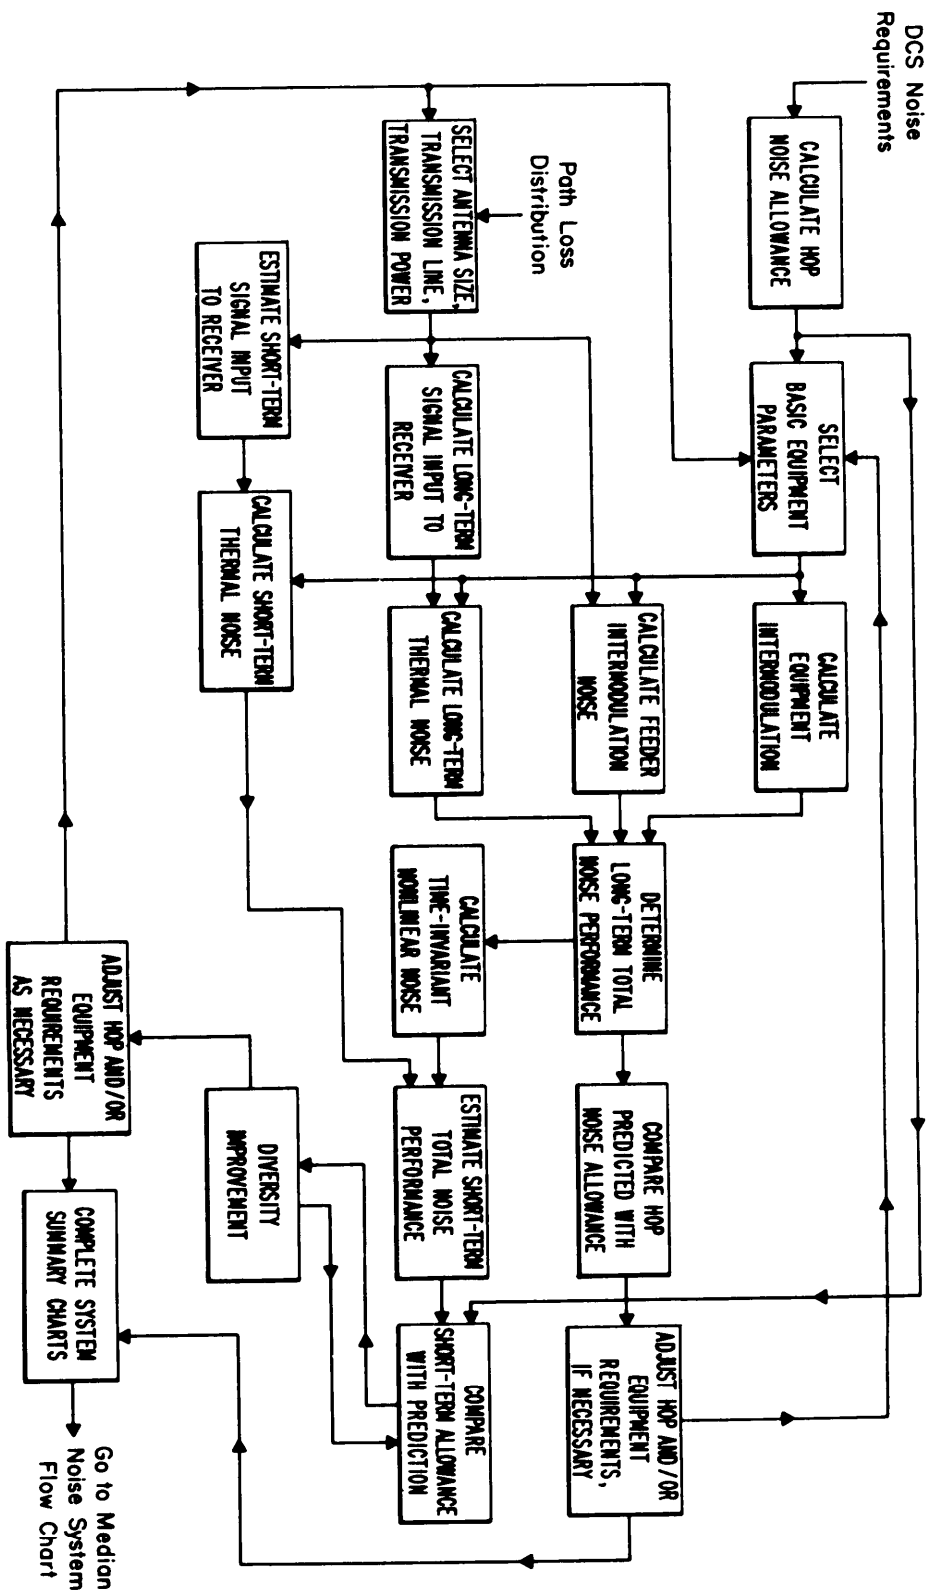 DCS Noise
Requirements
CALCULATE HOP
NOISE ALLOWANCE
SELECT
BASIC EQUIPMENT
PARAMETERS
CALCULATE
EQUIPMENT
INTERMODULATION
CALCULATE FEEDER
INTERMODULATION
NOISE
DETERMINE
LONG-TERM TOTAL
NOISE PERFORMANCE
COMPARE HOP
PREDICTED WITH
NOISE ALLOWANCE
ADJUST HOP AND/OR
EQUIPMENT
REQUIREMENTS,
IF NECESSARY
Path Loss
Distribution
SELECT ANTENNA SIZE,
TRANSMISSION LINE,
TRANSMISSION POWER
CALCULATE LONG-TERM
SIGNAL INPUT TO
RECEIVER
CALCULATE LONG-TERM
THERMAL NOISE
CALCULATE
TIME-INVARIANT
NONLINEAR NOISE
ESTIMATE SHORT-TERM
TOTAL NOISE
PERFORMANCE
COMPARE
SHORT-TERM ALLOWANCE
WITH PREDICTION
ESTIMATE SHORT-TERM
SIGNAL INPUT
TO RECEIVER
CALCULATE SHORT-TERM
THERMAL NOISE
DIVERSITY
IMPROVEMENT
ADJUST HOP AND/OR
EQUIPMENT
REQUIREMENTS
AS NECESSARY
COMPLETE SYSTEM
SUMMARY CHARTS
Go to Median
Noise System
Flow Chart